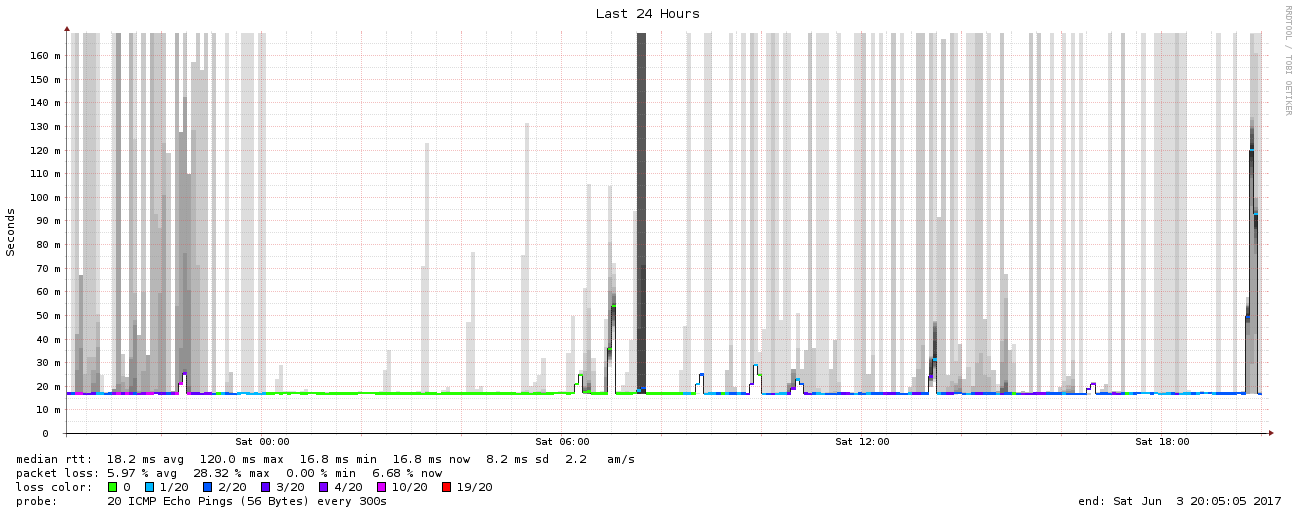 Last 24 Hours
RRDTOOL / TOBI OETIKER
Seconds
160 m
150 m
140 m
130 m
120 m
110 m
100 m
90 m
80 m
70 m
60 m
50 m
40 m
30 m
20 m
10 m
0
Sat 00:00 Sat 06:00 Sat 12:00 Sat 18:00
median rtt: 18.2 ms avg 120.0 ms max 16.8 ms min 16.8 ms now 8.2 ms sd 2.2 am/s
packet loss: 5.97 % avg 28.32 % max 0.00 % min 6.68 % now
loss color: 0 1/20 2/20 3/20 4/20 10/20 19/20
probe: 20 ICMP Echo Pings (56 Bytes) every 300s end: Sat Jun 3 20:05:05 2017